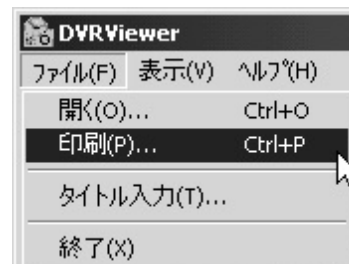 DVRViewer
ファイル(F) 表示(V) ヘルプ(H)
開く(O)... Ctrl+O
印刷(P)... Ctrl+P
タイトル入力(T)...
終了(X)